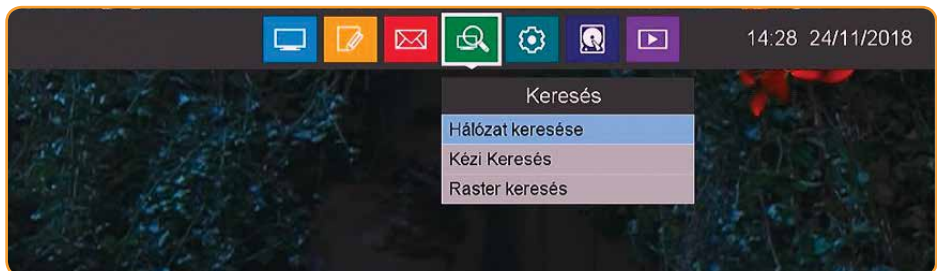 14:28 24/11/2018
Keresés
Hálózat keresése
Kézi Keresés
Raster keresés